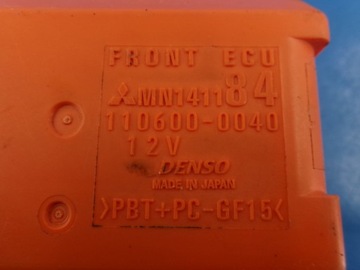 FRONT ECU
MN141184
110600-0040
12V
DENSO
MADE IN JAPAN
>PBT+PC-GF15<